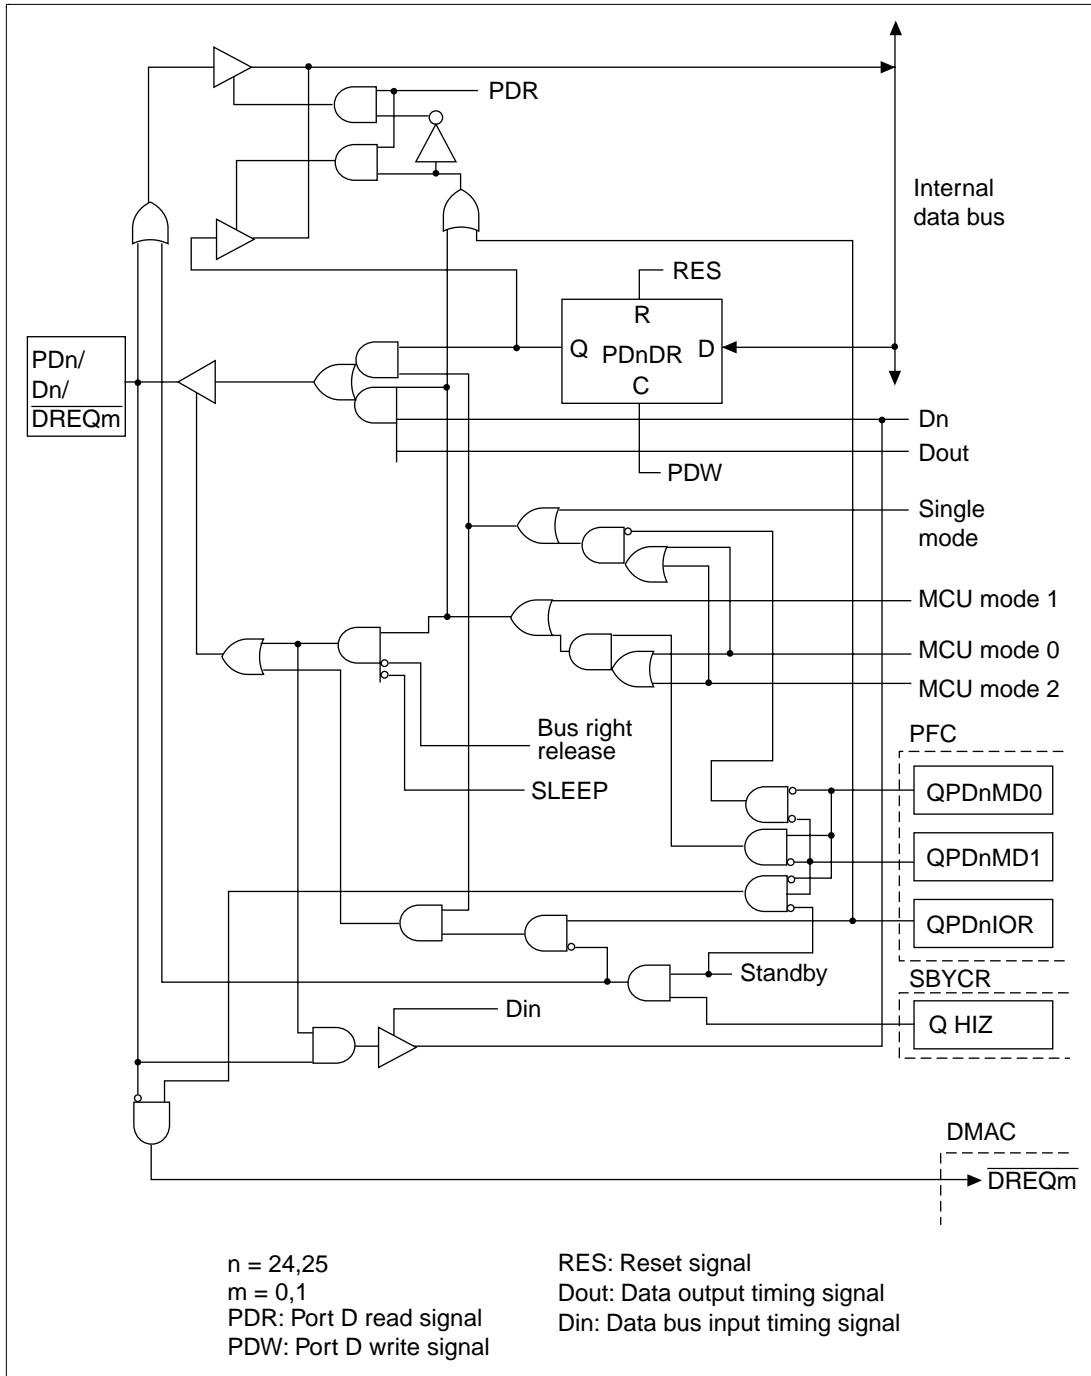 PDR
Internal
data bus
RES
R
Q
PDnDR
D
C
PDn/
Dn/
DREQm
Dn
Dout
PDW
Single
mode
MCU mode 1
MCU mode 0
MCU mode 2
Bus right
release
SLEEP
PFC
QPDnMD0
QPDnMD1
QPDnIOR
Standby
SBYCR
Q HIZ
Din
DMAC
DREQm
n = 24,25
m = 0,1
PDR: Port D read signal
PDW: Port D write signal
RES: Reset signal
Dout: Data output timing signal
Din: Data bus input timing signal